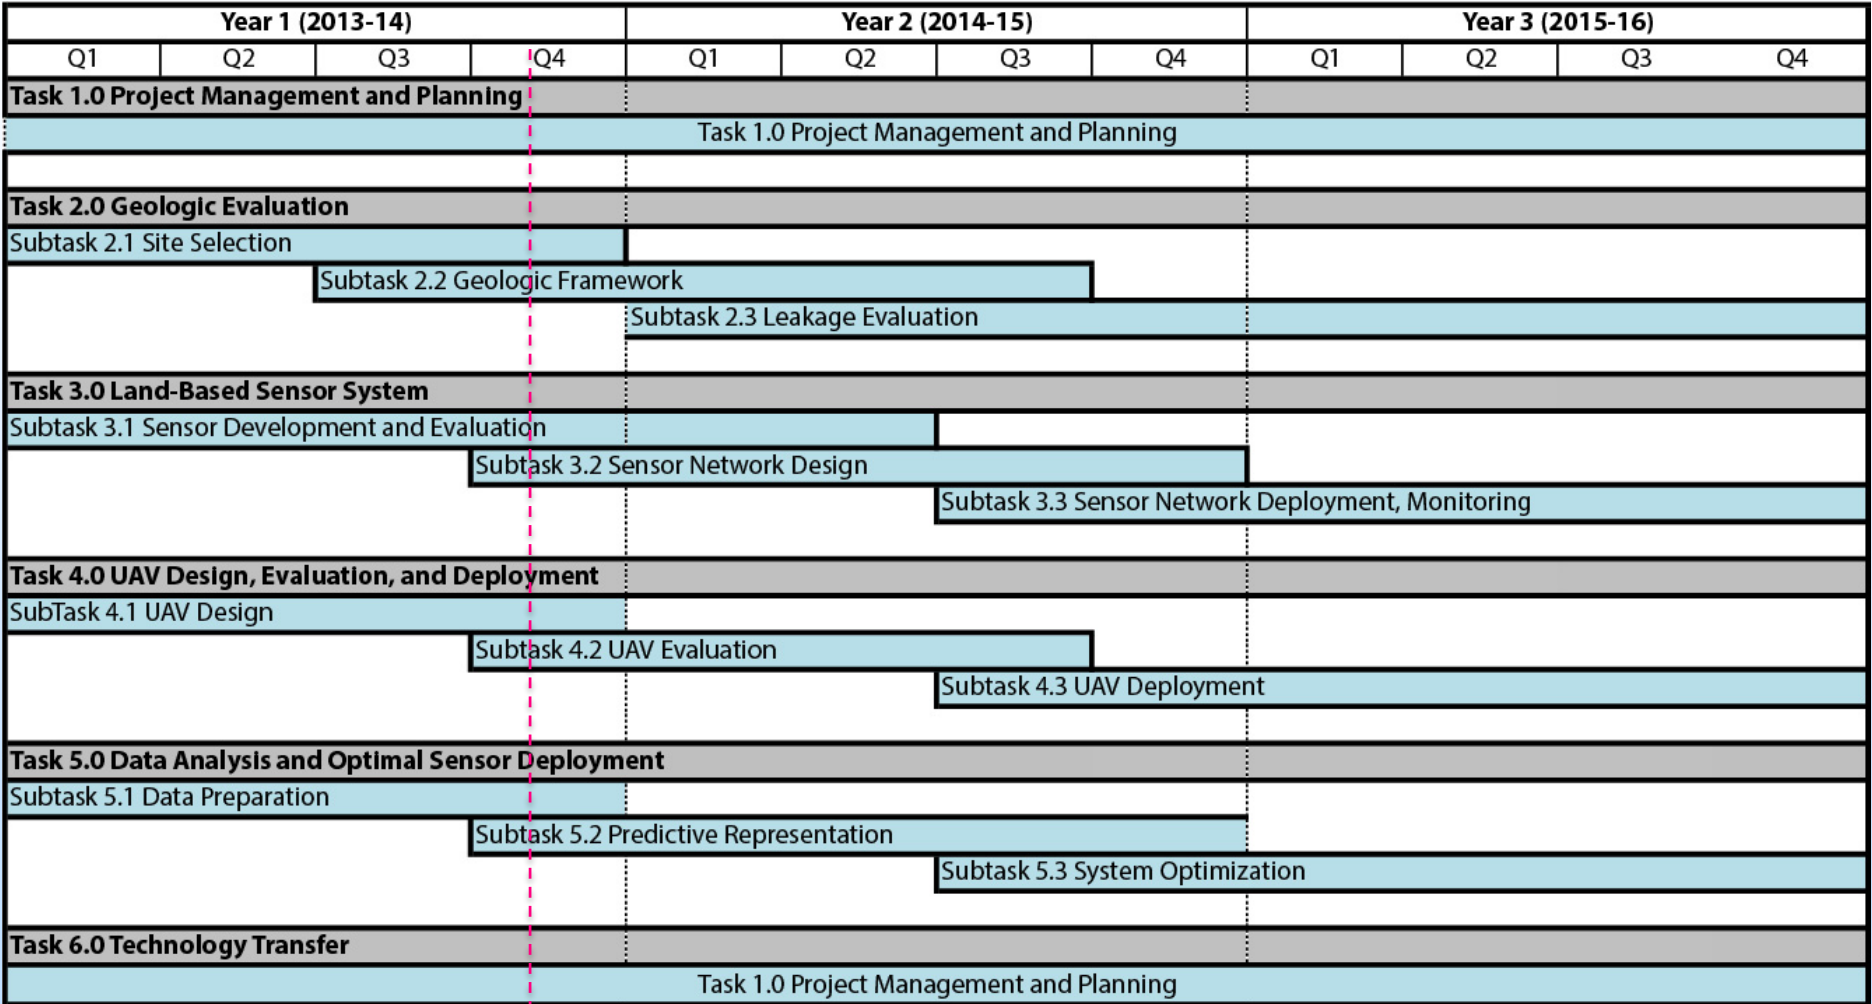 Year 1 (2013-14) Year 2 (2014-15) Year 3 (2015-16)
Q1 Q2 Q3 Q4 Q1 Q2 Q3 Q4 Q1 Q2 Q3 Q4
Task 1.0 Project Management and Planning
Task 1.0 Project Management and Planning
Task 2.0 Geologic Evaluation
Subtask 2.1 Site Selection
Subtask 2.2 Geologic Framework
Subtask 2.3 Leakage Evaluation
Task 3.0 Land-Based Sensor System
Subtask 3.1 Sensor Development and Evaluation
Subtask 3.2 Sensor Network Design
Subtask 3.3 Sensor Network Deployment, Monitoring
Task 4.0 UAV Design, Evaluation, and Deployment
SubTask 4.1 UAV Design
Subtask 4.2 UAV Evaluation
Subtask 4.3 UAV Deployment
Task 5.0 Data Analysis and Optimal Sensor Deployment
Subtask 5.1 Data Preparation
Subtask 5.2 Predictive Representation
Subtask 5.3 System Optimization
Task 6.0 Technology Transfer
Task 1.0 Project Management and Planning